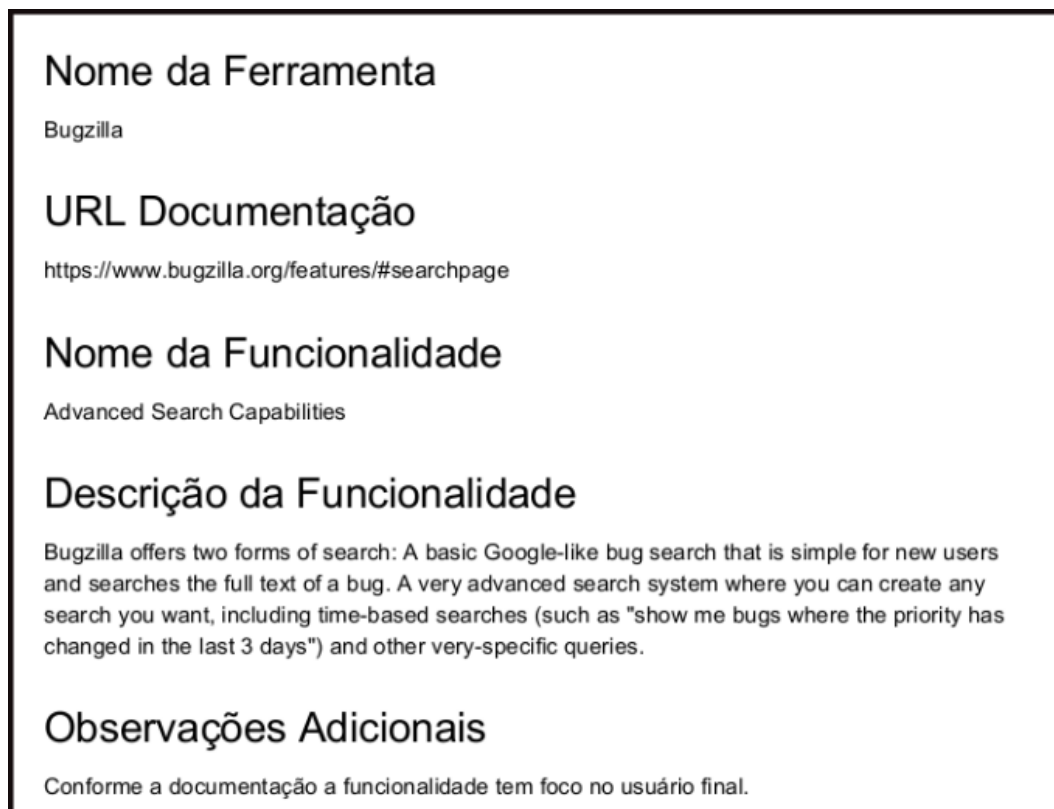 Nome da Ferramenta
Bugzilla
URL Documentação
https://www.bugzilla.org/features/#searchpage
Nome da Funcionalidade
Advanced Search Capabilities
Descrição da Funcionalidade
Bugzilla offers two forms of search: A basic Google-like bug search that is simple for new users
and searches the full text of a bug. A very advanced search system where you can create any
search you want, including time-based searches (such as "show me bugs where the priority has
changed in the last 3 days") and other very-specific queries.
Observações Adicionais
Conforme a documentação a funcionalidade tem foco no usuário final.